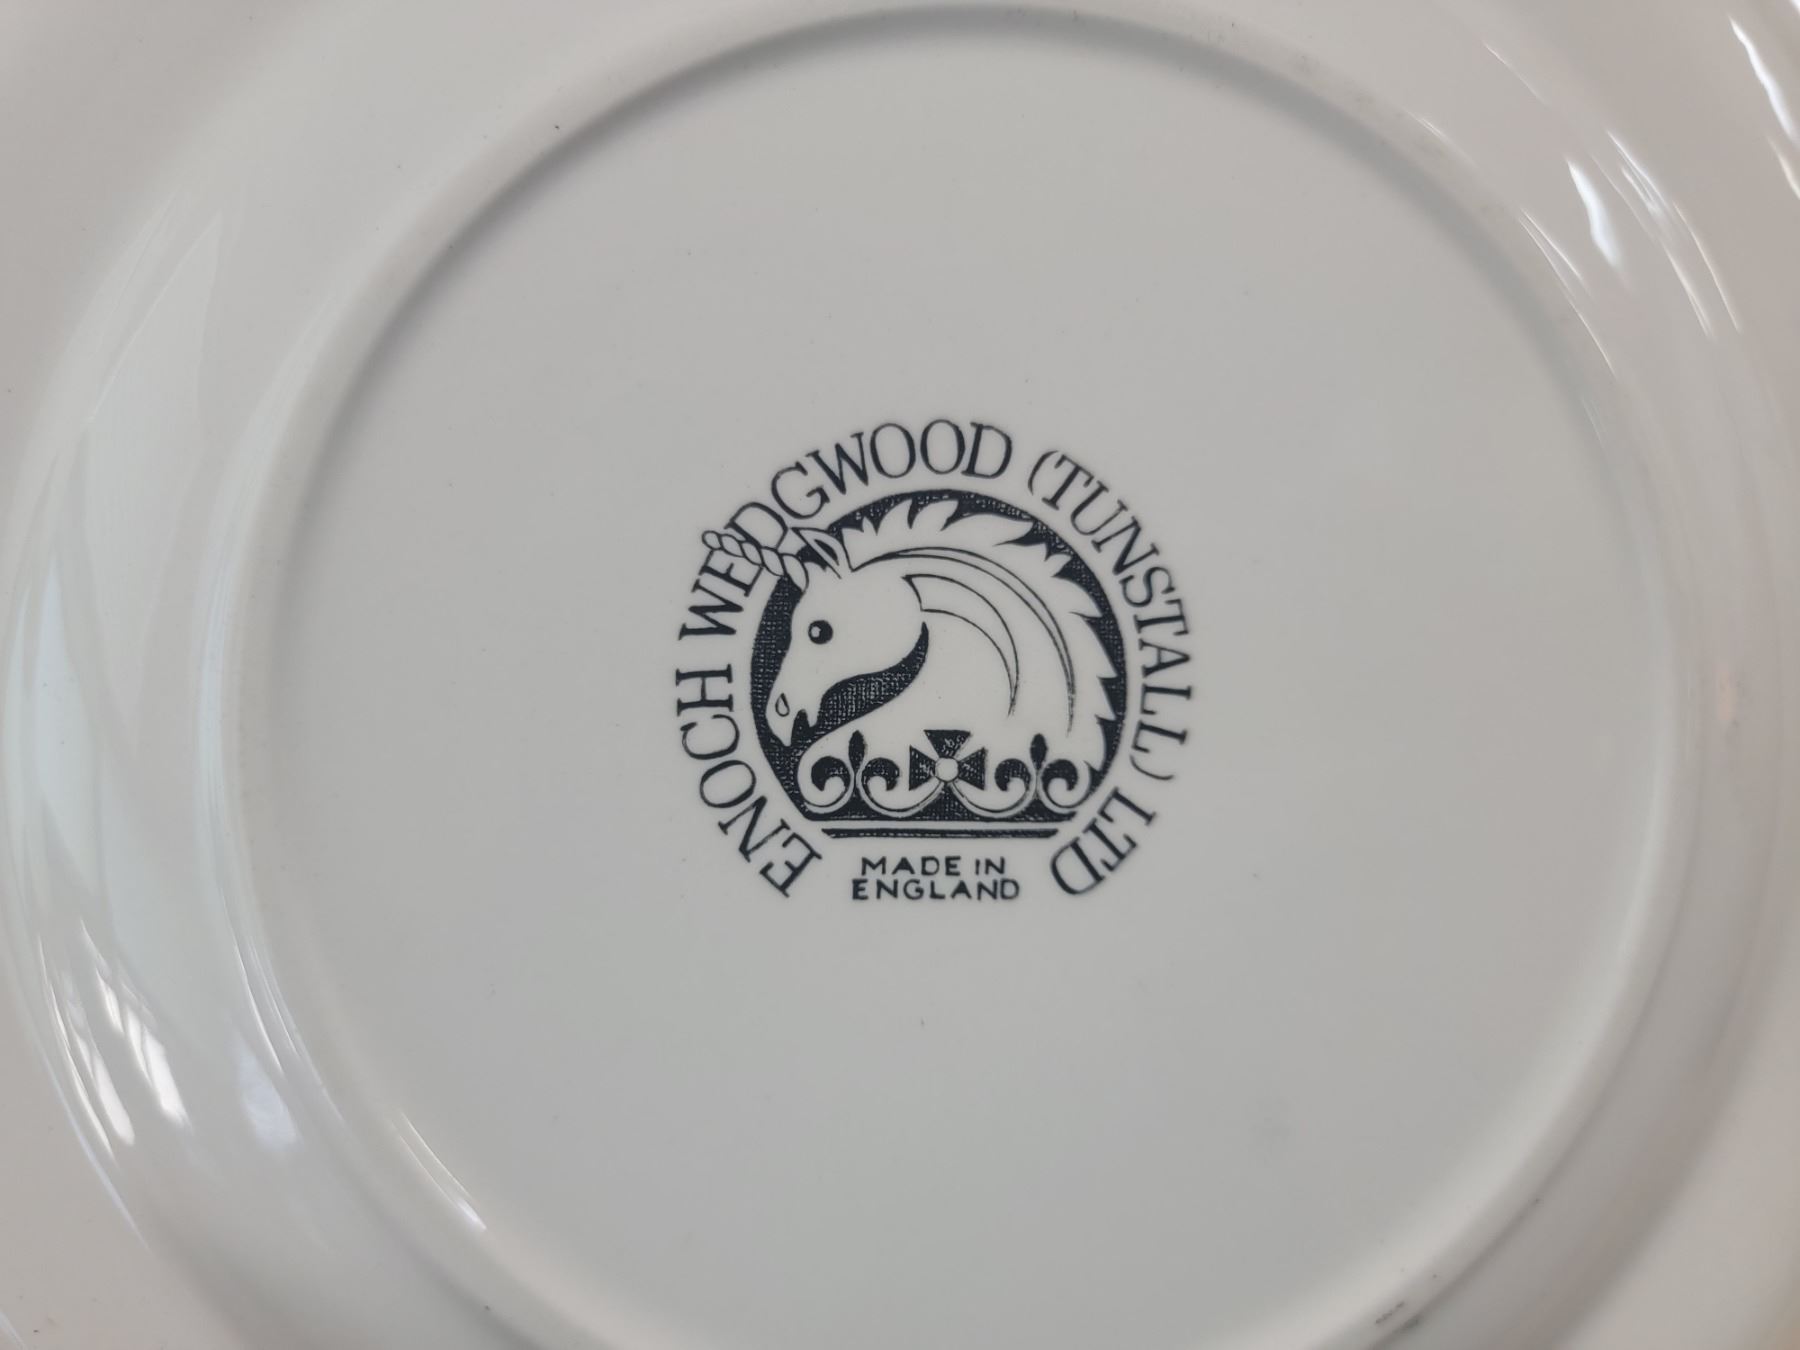 ENOCH WEDGWOOD (TUNSTALL) LTD
MADE IN
ENGLAND